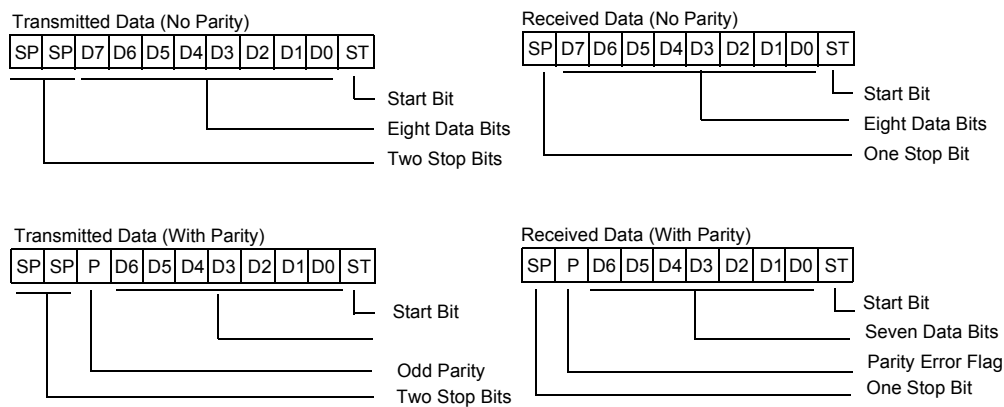 Transmitted Data (No Parity)
SP SP D7 D6 D5 D4 D3 D2 D1 D0 ST
Start Bit
Eight Data Bits
Two Stop Bits
Received Data (No Parity)
SP D7 D6 D5 D4 D3 D2 D1 D0 ST
Start Bit
Eight Data Bits
One Stop Bit
Transmitted Data (With Parity)
SP SP P D6 D5 D4 D3 D2 D1 D0 ST
Start Bit
Odd Parity
Two Stop Bits
Received Data (With Parity)
SP P D6 D5 D4 D3 D2 D1 D0 ST
Start Bit
Seven Data Bits
Parity Error Flag
One Stop Bit